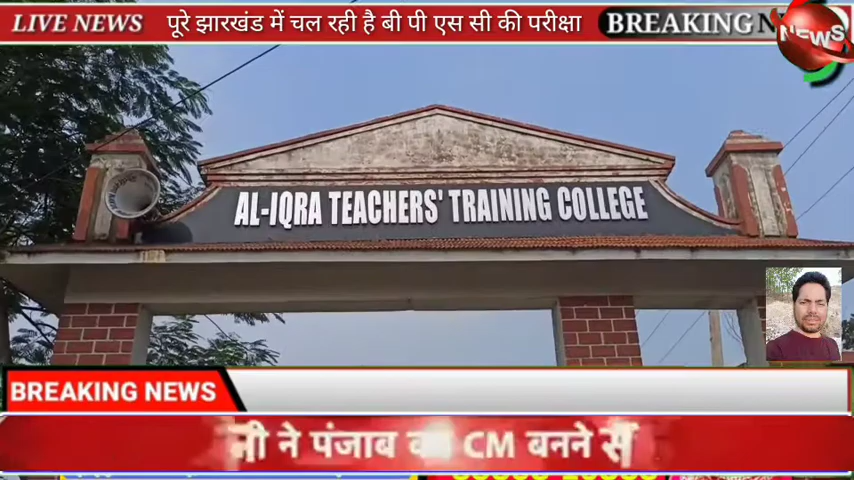 LIVE NEWS
पूरे झारखंड में चल रही है बी पी एस सी की परीक्षा
BREAKING
NEWS
AL-IQRA TEACHERS' TRAINING COLLEGE
BREAKING NEWS
ने पंजाब CM बनने